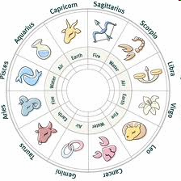 Capricorn
Sagittarius
Scorpio
Libra
Virgo
Leo
Cancer
Gemini
Taurus
Aries
Pisces
Aquarius
Earth
Fire
Water
Air
Earth
Fire
Water
Air
Earth
Fire
Water
Air